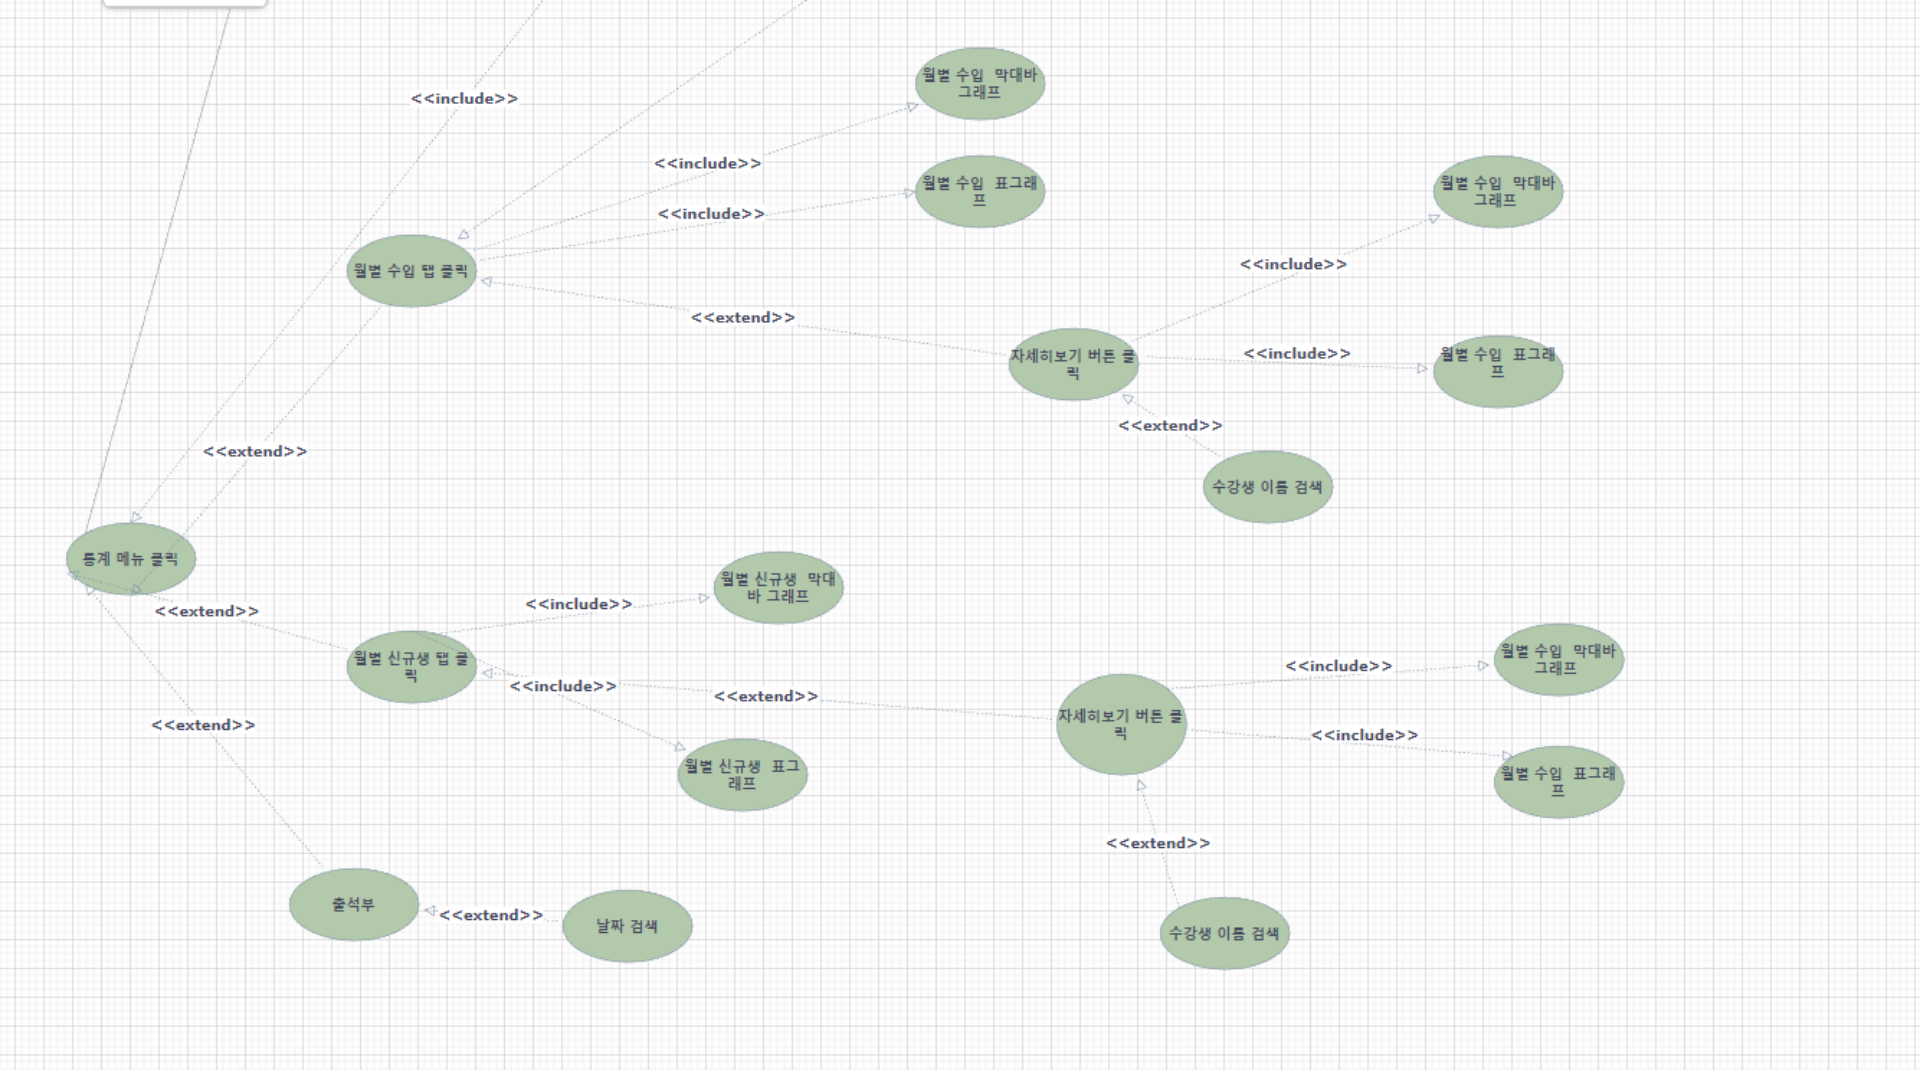 <<include>>
월별 수입 막대바
그래프
<<include>>
월별 수입 표그래
프
<<include>>
월별 수입 막대바
그래프
<<include>>
월별 수입 탭 클릭
<<extend>>
자세히보기 버튼 클
릭
<<include>>
월별 수입 표그래
프
<<extend>>
<<extend>>
수강생 이름 검색
통계 메뉴 클릭
<<extend>>
<<include>>
월별 신규생 막대
바 그래프
월별 신규생 탭 클
릭
<<include>>
<<extend>>
<<include>>
월별 수입 막대바
그래프
자세히보기 버튼 클
릭
<<include>>
<<extend>>
월별 신규생 표그
래프
월별 수입 표그래
프
<<extend>>
출석부
<<extend>>
날짜 검색
수강생 이름 검색